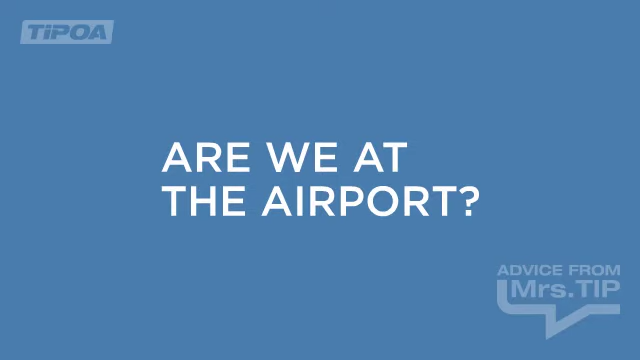 TiPOA
ARE WE AT
THE AIRPORT?
ADVICE FROM
Mrs.TIP